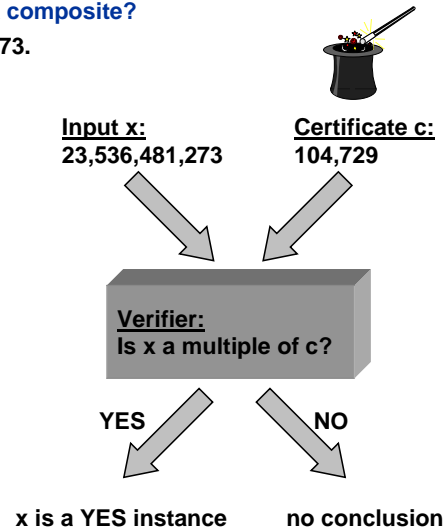 composite?
73.
Input x:
23,536,481,273
Certificate c:
104,729
Verifier:
Is x a multiple of c?
YES
NO
x is a YES instance
no conclusion